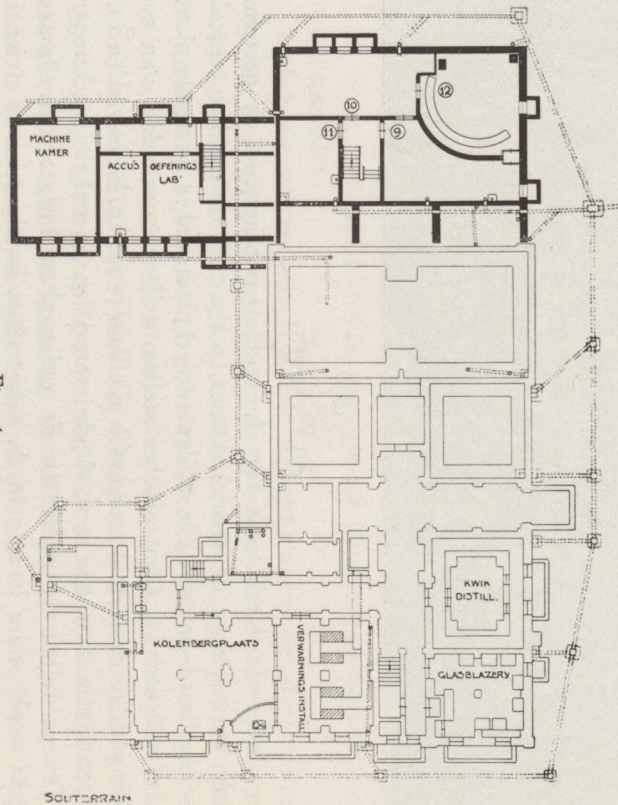 10
12
11
9
MACHINE
KAMER
ACCU'S
OEFENINGS
LAB'
KWIK
DISTILL.
KOLENBERGPLAATS
VERWARMINGS INSTALL
GLASBLAZERY
SOUTERRAIN